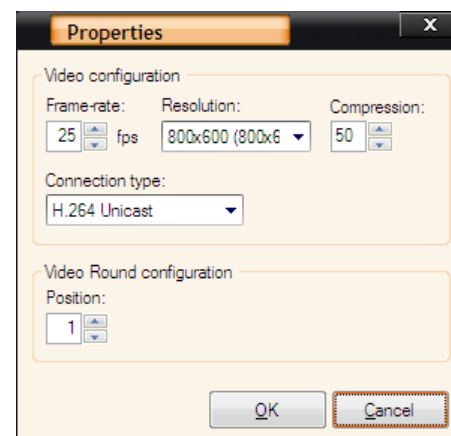 Properties
X
Video configuration
Frame-rate: Resolution: Compression:
25 fps 800x600 (800x6 50
Connection type:
H.264 Unicast
Video Round configuration
Position:
1
OK Cancel